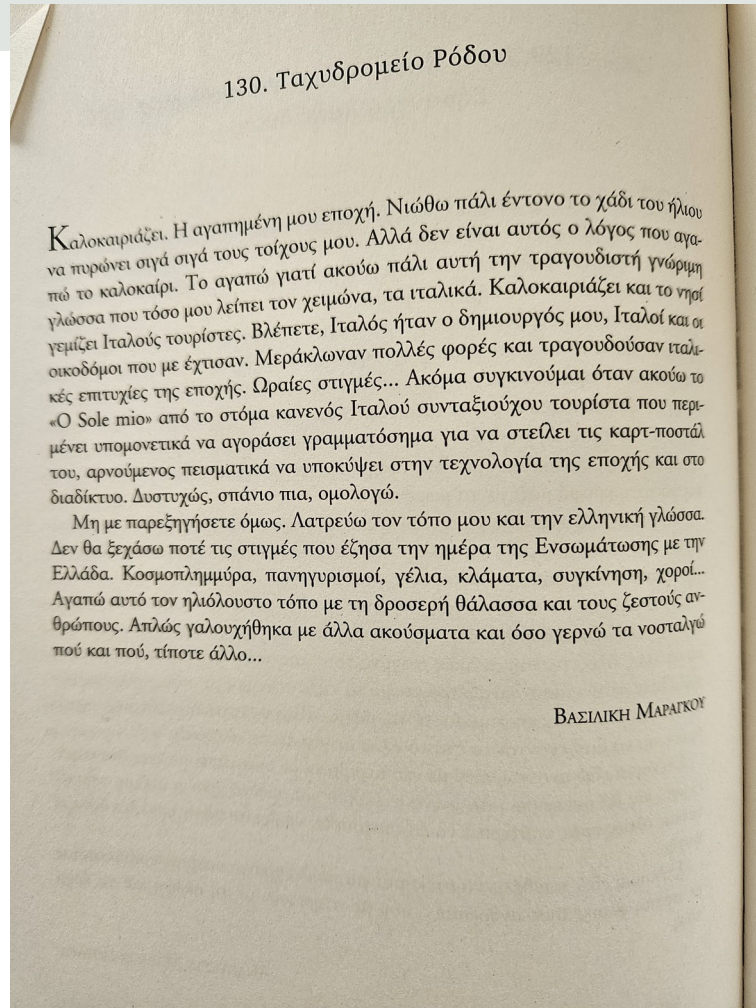 130. Ταχυδρομείο Ρόδου
Καλοκαιριάζει. Η αγαπημένη μου εποχή. Νιώθω πάλι έντονο το χάδι του ήλιου
να πυρώνει σιγά σιγά τους τοίχους μου. Αλλά δεν είναι αυτός ο λόγος που αγα-
πώ το καλοκαίρι. Το αγαπώ γιατί ακούω πάλι αυτή την τραγουδιστή γνώριμη
γλώσσα που τόσο μου λείπει τον χειμώνα, τα ιταλικά. Καλοκαιριάζει και το νησί
γεμίζει Ιταλούς τουρίστες. Βλέπετε, Ιταλός ήταν ο δημιουργός μου, Ιταλοί και οι
οικοδόμοι που με έχτισαν. Μεράκλωναν πολλές φορές και τραγουδούσαν ιταλι-
κές επιτυχίες της εποχής. Ωραίες στιγμές... Ακόμα συγκινούμαι όταν ακούω το
«O Sole mio» από το στόμα κανενός Ιταλού συνταξιούχου τουρίστα που περι-
μένει υπομονετικά να αγοράσει γραμματόσημα για να στείλει τις καρτ-ποστάλ
του, αρνούμενος πεισματικά να υποκύψει στην τεχνολογία της εποχής και στο
διαδίκτυο. Δυστυχώς, σπάνιο πια, ομολογώ.
Μη με παρεξηγήσετε όμως. Λατρεύω τον τόπο μου και την ελληνική γλώσσα.
Δεν θα ξεχάσω ποτέ τις στιγμές που έζησα την ημέρα της Ενσωμάτωσης με την
Ελλάδα. Κοσμοπλημμύρα, πανηγυρισμοί, γέλια, κλάματα, συγκίνηση, χοροί...
Αγαπώ αυτό τον ηλιόλουστο τόπο με τη δροσερή θάλασσα και τους ζεστούς αν-
θρώπους. Απλώς γαλουχήθηκα με άλλα ακούσματα και όσο γερνώ τα νοσταλγώ
πού και πού, τίποτε άλλο...
ΒΑΣΙΛΙΚΗ ΜΑΡΑΓΚΟΥ